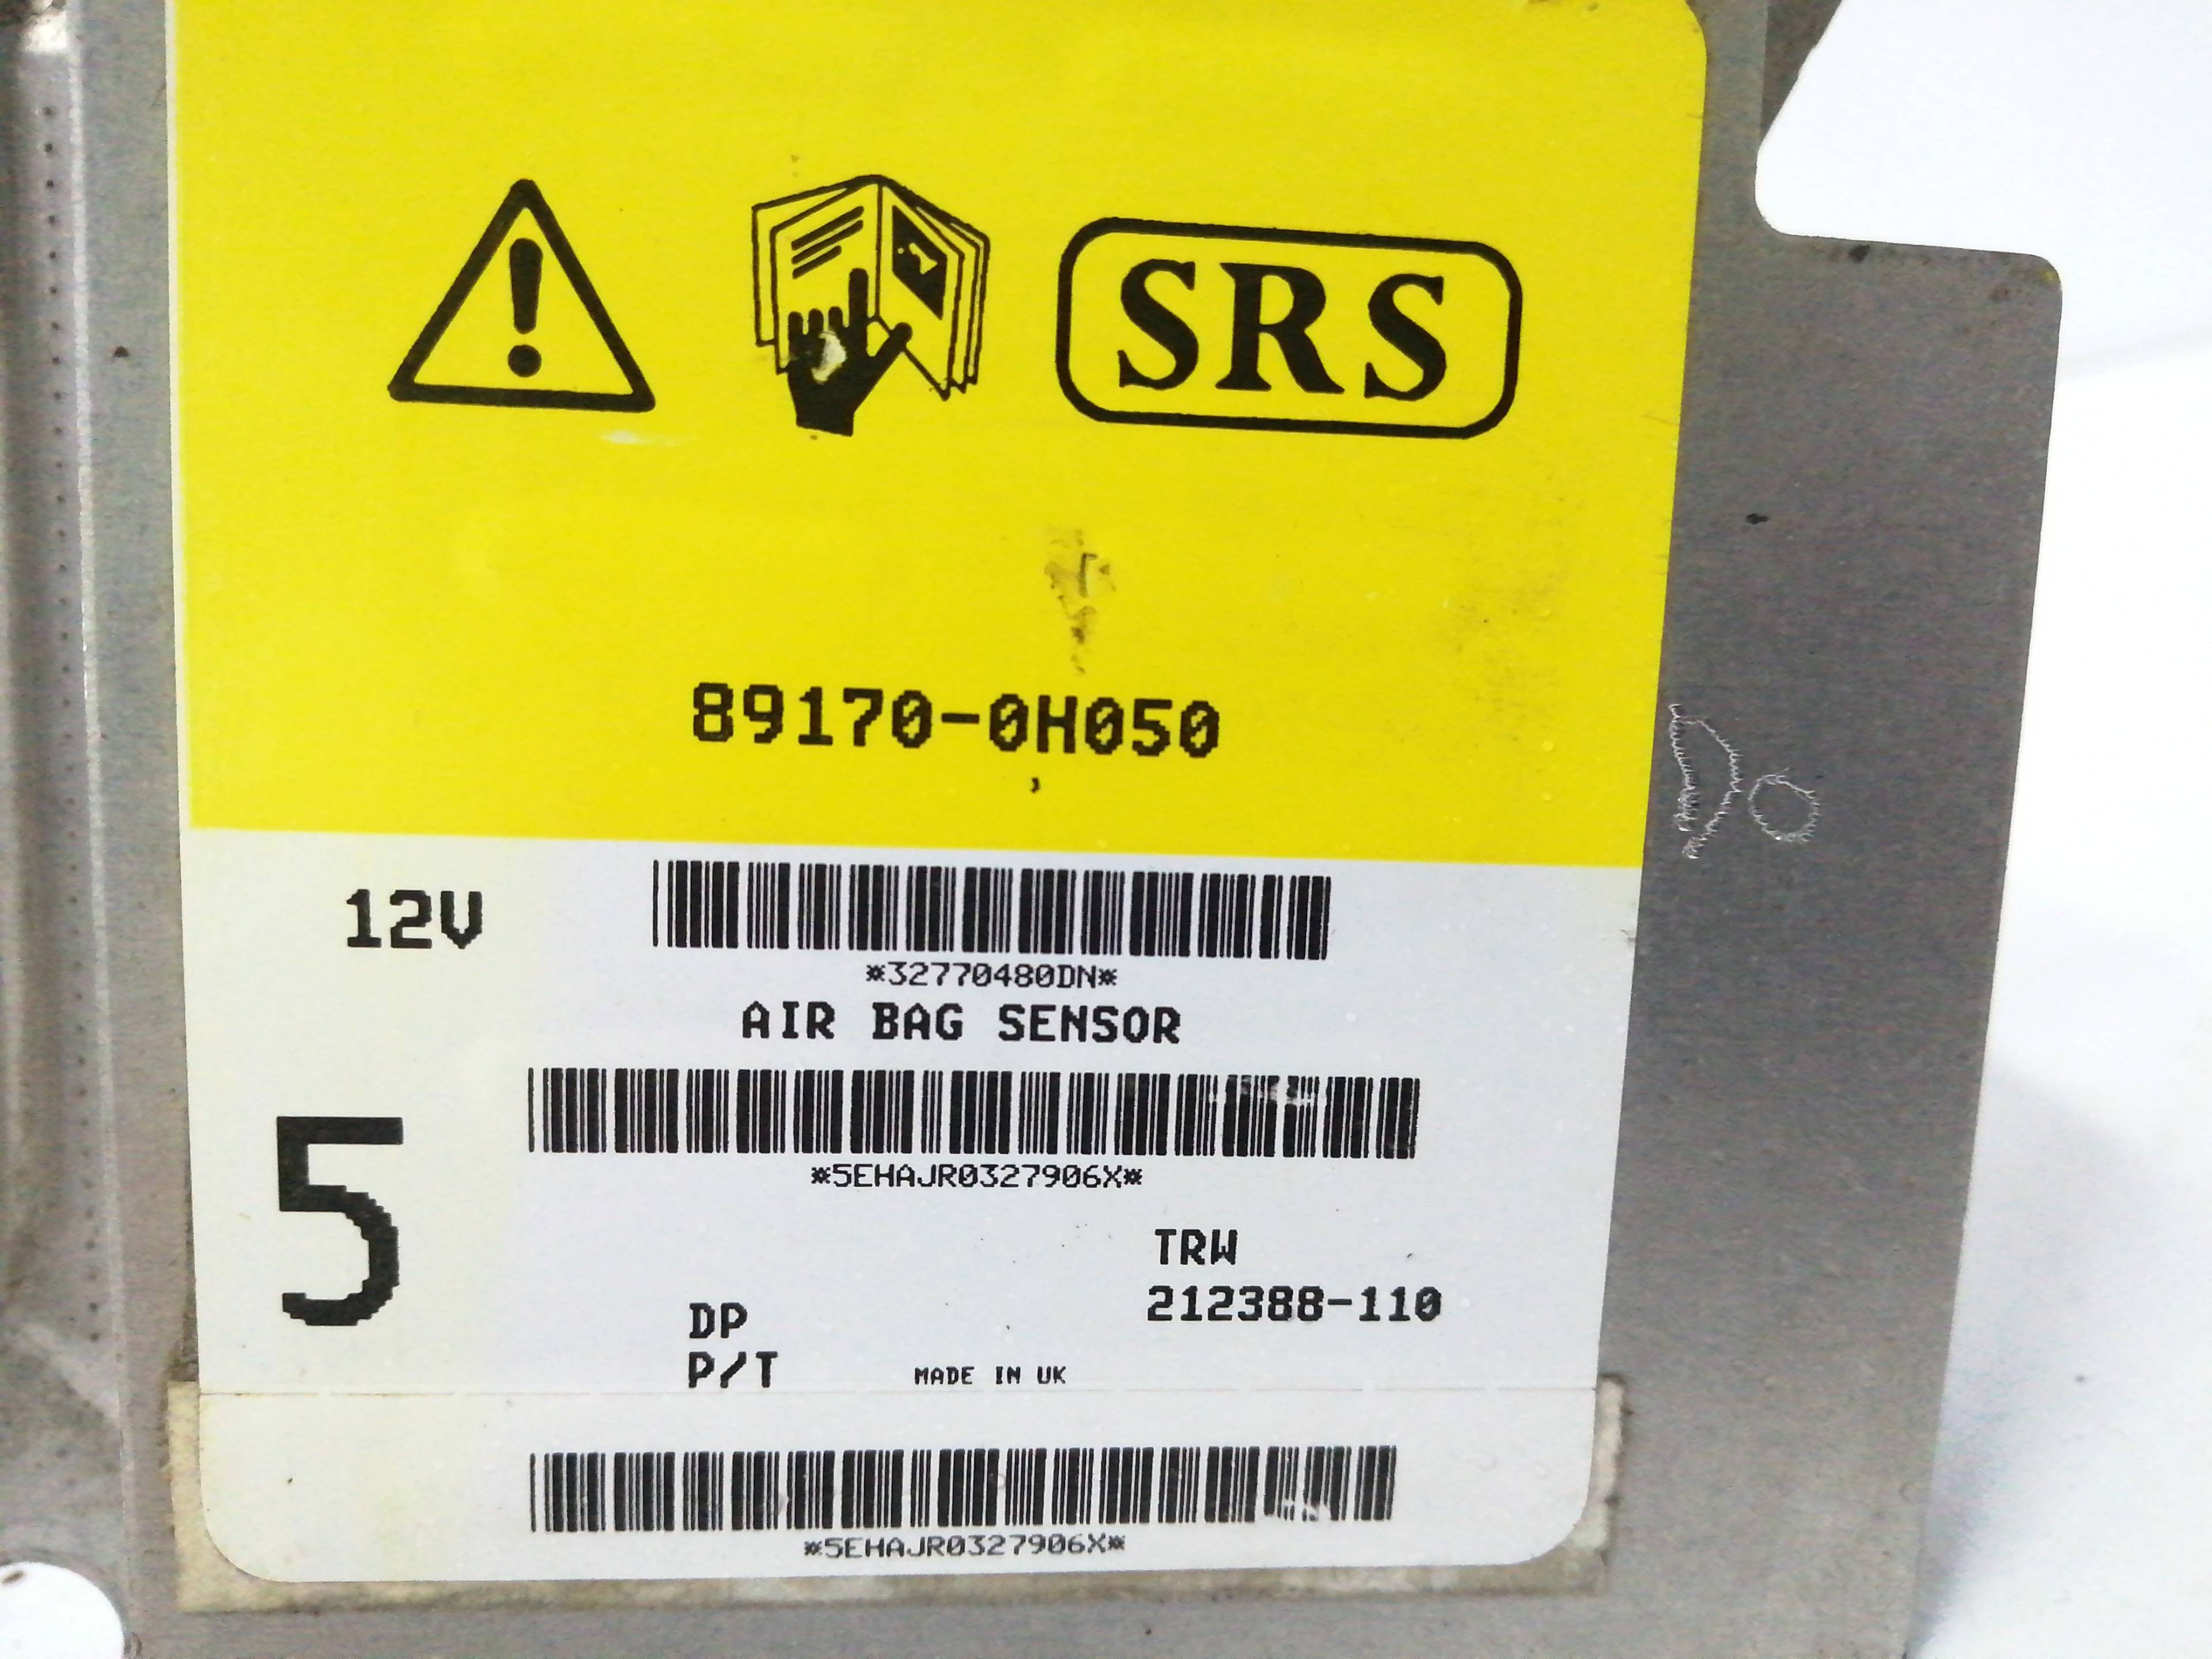 SRS
89170-0H050
12V
*32770480DN*
AIR BAG SENSOR
*5EHAJR0327906X*
5
TRW
212388-110
DP
P/T
MADE IN UK
*5EHAJR0327906X*